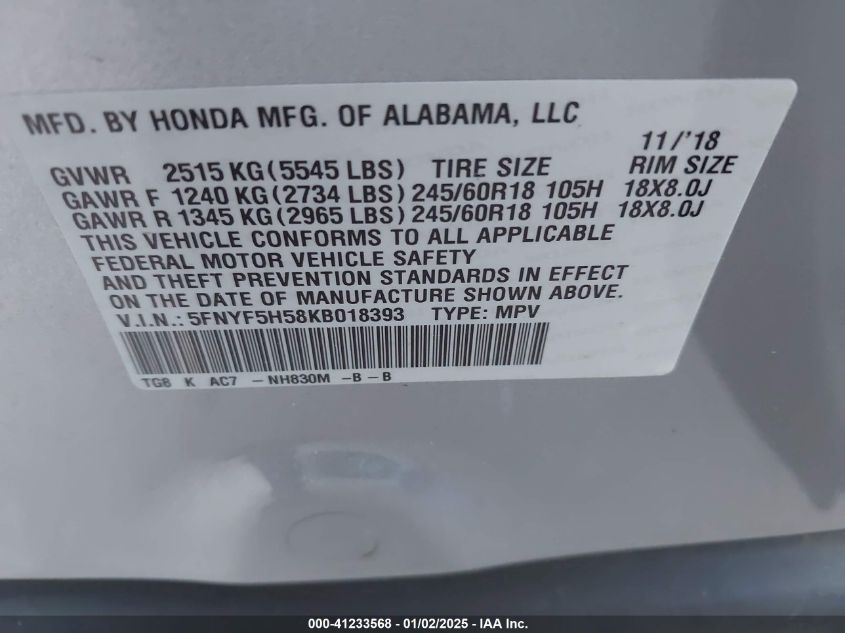 MFD. BY HONDA MFG. OF ALABAMA, LLC
11/'18
GVWR 2515 KG (5545 LBS) TIRE SIZE RIM SIZE
GAWR F 1240 KG (2734 LBS) 245/60R18 105H 18X8.0J
GAWR R 1345 KG (2965 LBS) 245/60R18 105H 18X8.0J
THIS VEHICLE CONFORMS TO ALL APPLICABLE
FEDERAL MOTOR VEHICLE SAFETY
AND THEFT PREVENTION STANDARDS IN EFFECT
ON THE DATE OF MANUFACTURE SHOWN ABOVE.
V.I.N.: 5FNYF5H58KB018393 TYPE: MPV
TG8 K AC7 -NH830M -B-B
000-41233568 | 01/02/2025 - IAA, Inc.